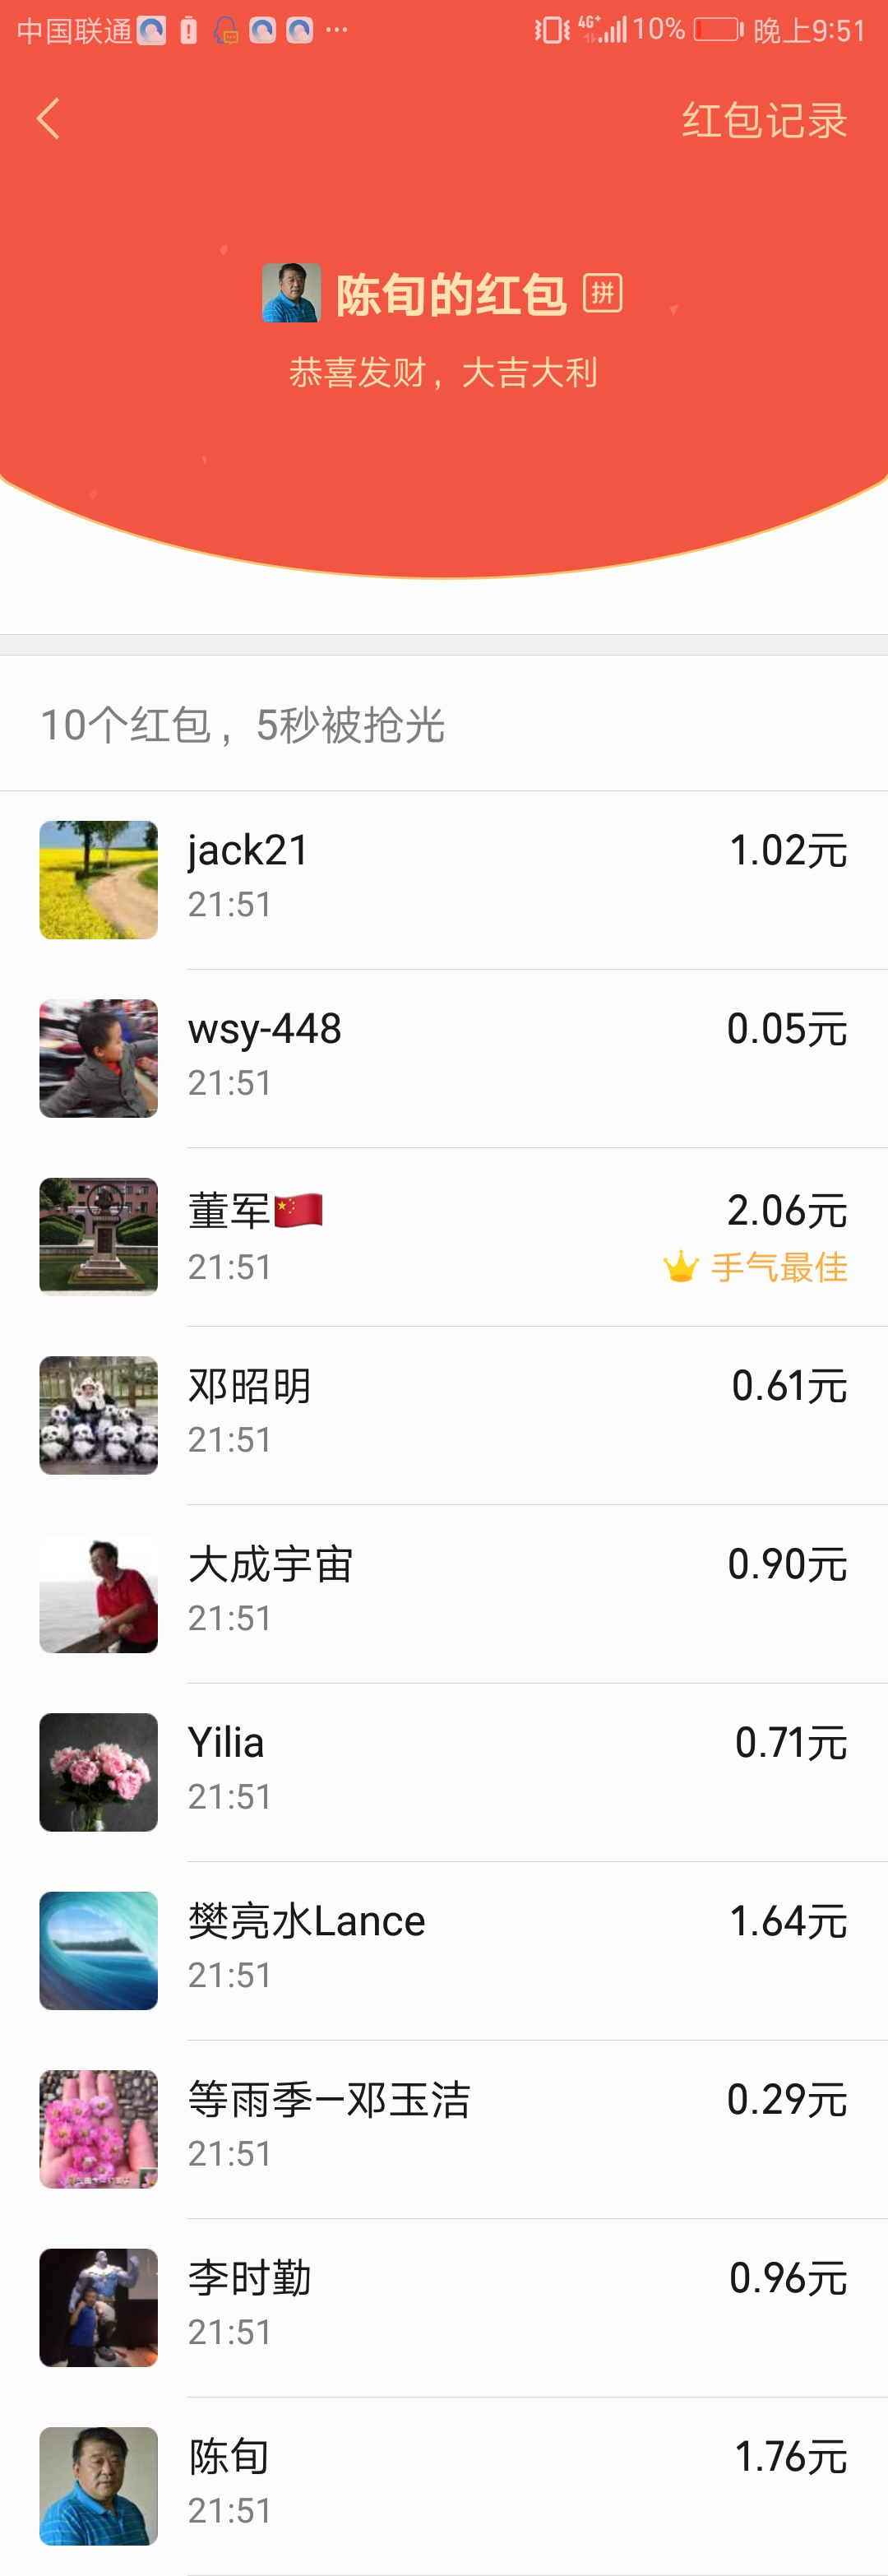 中国联通 ··· 4G+ 10% 晚上9:51
红包记录
陈旬的红包 拼
恭喜发财，大吉大利
10个红包，5秒被抢光
jack21 1.02元
21:51
wsy-448 0.05元
21:51
董军🇨🇳 2.06元
21:51 手气最佳
邓昭明 0.61元
21:51
大成宇宙 0.90元
21:51
Yilia 0.71元
21:51
樊亮水Lance 1.64元
21:51
等雨季—邓玉洁 0.29元
21:51
李时勤 0.96元
21:51
陈旬 1.76元
21:51